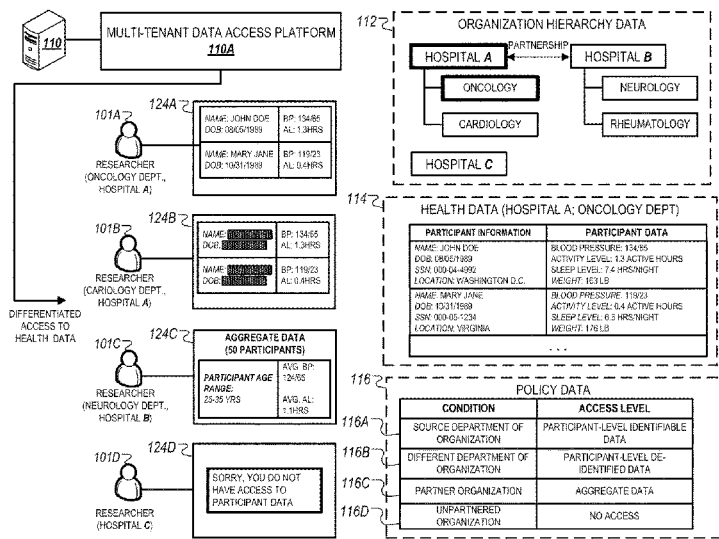 110
MULTI-TENANT DATA ACCESS PLATFORM
110A
101A
RESEARCHER
(ONCOLOGY DEPT.,
HOSPITAL A)
124A
NAME: JOHN DOE
DOB: 08/05/1989
BP: 134/65
AL: 1.3HRS
NAME: MARY JANE
DOB: 10/31/1989
BP: 119/23
AL: 0.4HRS
101B
RESEARCHER
(CARIOLOGY DEPT.,
HOSPITAL A)
124B
NAME:
DOB:
BP: 134/65
AL: 1.3HRS
NAME:
DOB:
BP: 119/23
AL: 0.4HRS
DIFFERENTIATED
ACCESS TO
HEALTH DATA
101C
RESEARCHER
(NEUROLOGY DEPT.,
HOSPITAL B)
124C
AGGREGATE DATA
(50 PARTICIPANTS)
PARTICIPANT AGE
RANGE:
25-35 YRS
AVG. BP:
124/65
AVG. AL:
1.1HRS
101D
RESEARCHER
(HOSPITAL C)
124D
SORRY, YOU DO NOT
HAVE ACCESS TO
PARTICIPANT DATA
112
ORGANIZATION HIERARCHY DATA
HOSPITAL A
PARTNERSHIP
HOSPITAL B
ONCOLOGY
NEUROLOGY
CARDIOLOGY
RHEUMATOLOGY
HOSPITAL C
114
HEALTH DATA (HOSPITAL A; ONCOLOGY DEPT)
PARTICIPANT INFORMATION
PARTICIPANT DATA
NAME: JOHN DOE
DOB: 08/05/1989
SSN: 000-04-4992
LOCATION: WASHINGTON D.C.
BLOOD PRESSURE: 134/65
ACTIVITY LEVEL: 1.3 ACTIVE HOURS
SLEEP LEVEL: 7.4 HRS/NIGHT
WEIGHT: 163 LB
NAME: MARY JANE
DOB: 10/31/1989
SSN: 000-05-1234
LOCATION: VIRGINIA
BLOOD PRESSURE: 119/23
ACTIVITY LEVEL: 0.4 ACTIVE HOURS
SLEEP LEVEL: 6.5 HRS/NIGHT
WEIGHT: 176 LB
. . .
116
POLICY DATA
CONDITION
ACCESS LEVEL
116A
SOURCE DEPARTMENT OF
ORGANIZATION
PARTICIPANT-LEVEL IDENTIFIABLE
DATA
116B
DIFFERENT DEPARTMENT OF
ORGANIZATION
PARTICIPANT-LEVEL DE-
IDENTIFIED DATA
116C
PARTNER ORGANIZATION
AGGREGATE DATA
116D
UNPARTNERED
ORGANIZATION
NO ACCESS